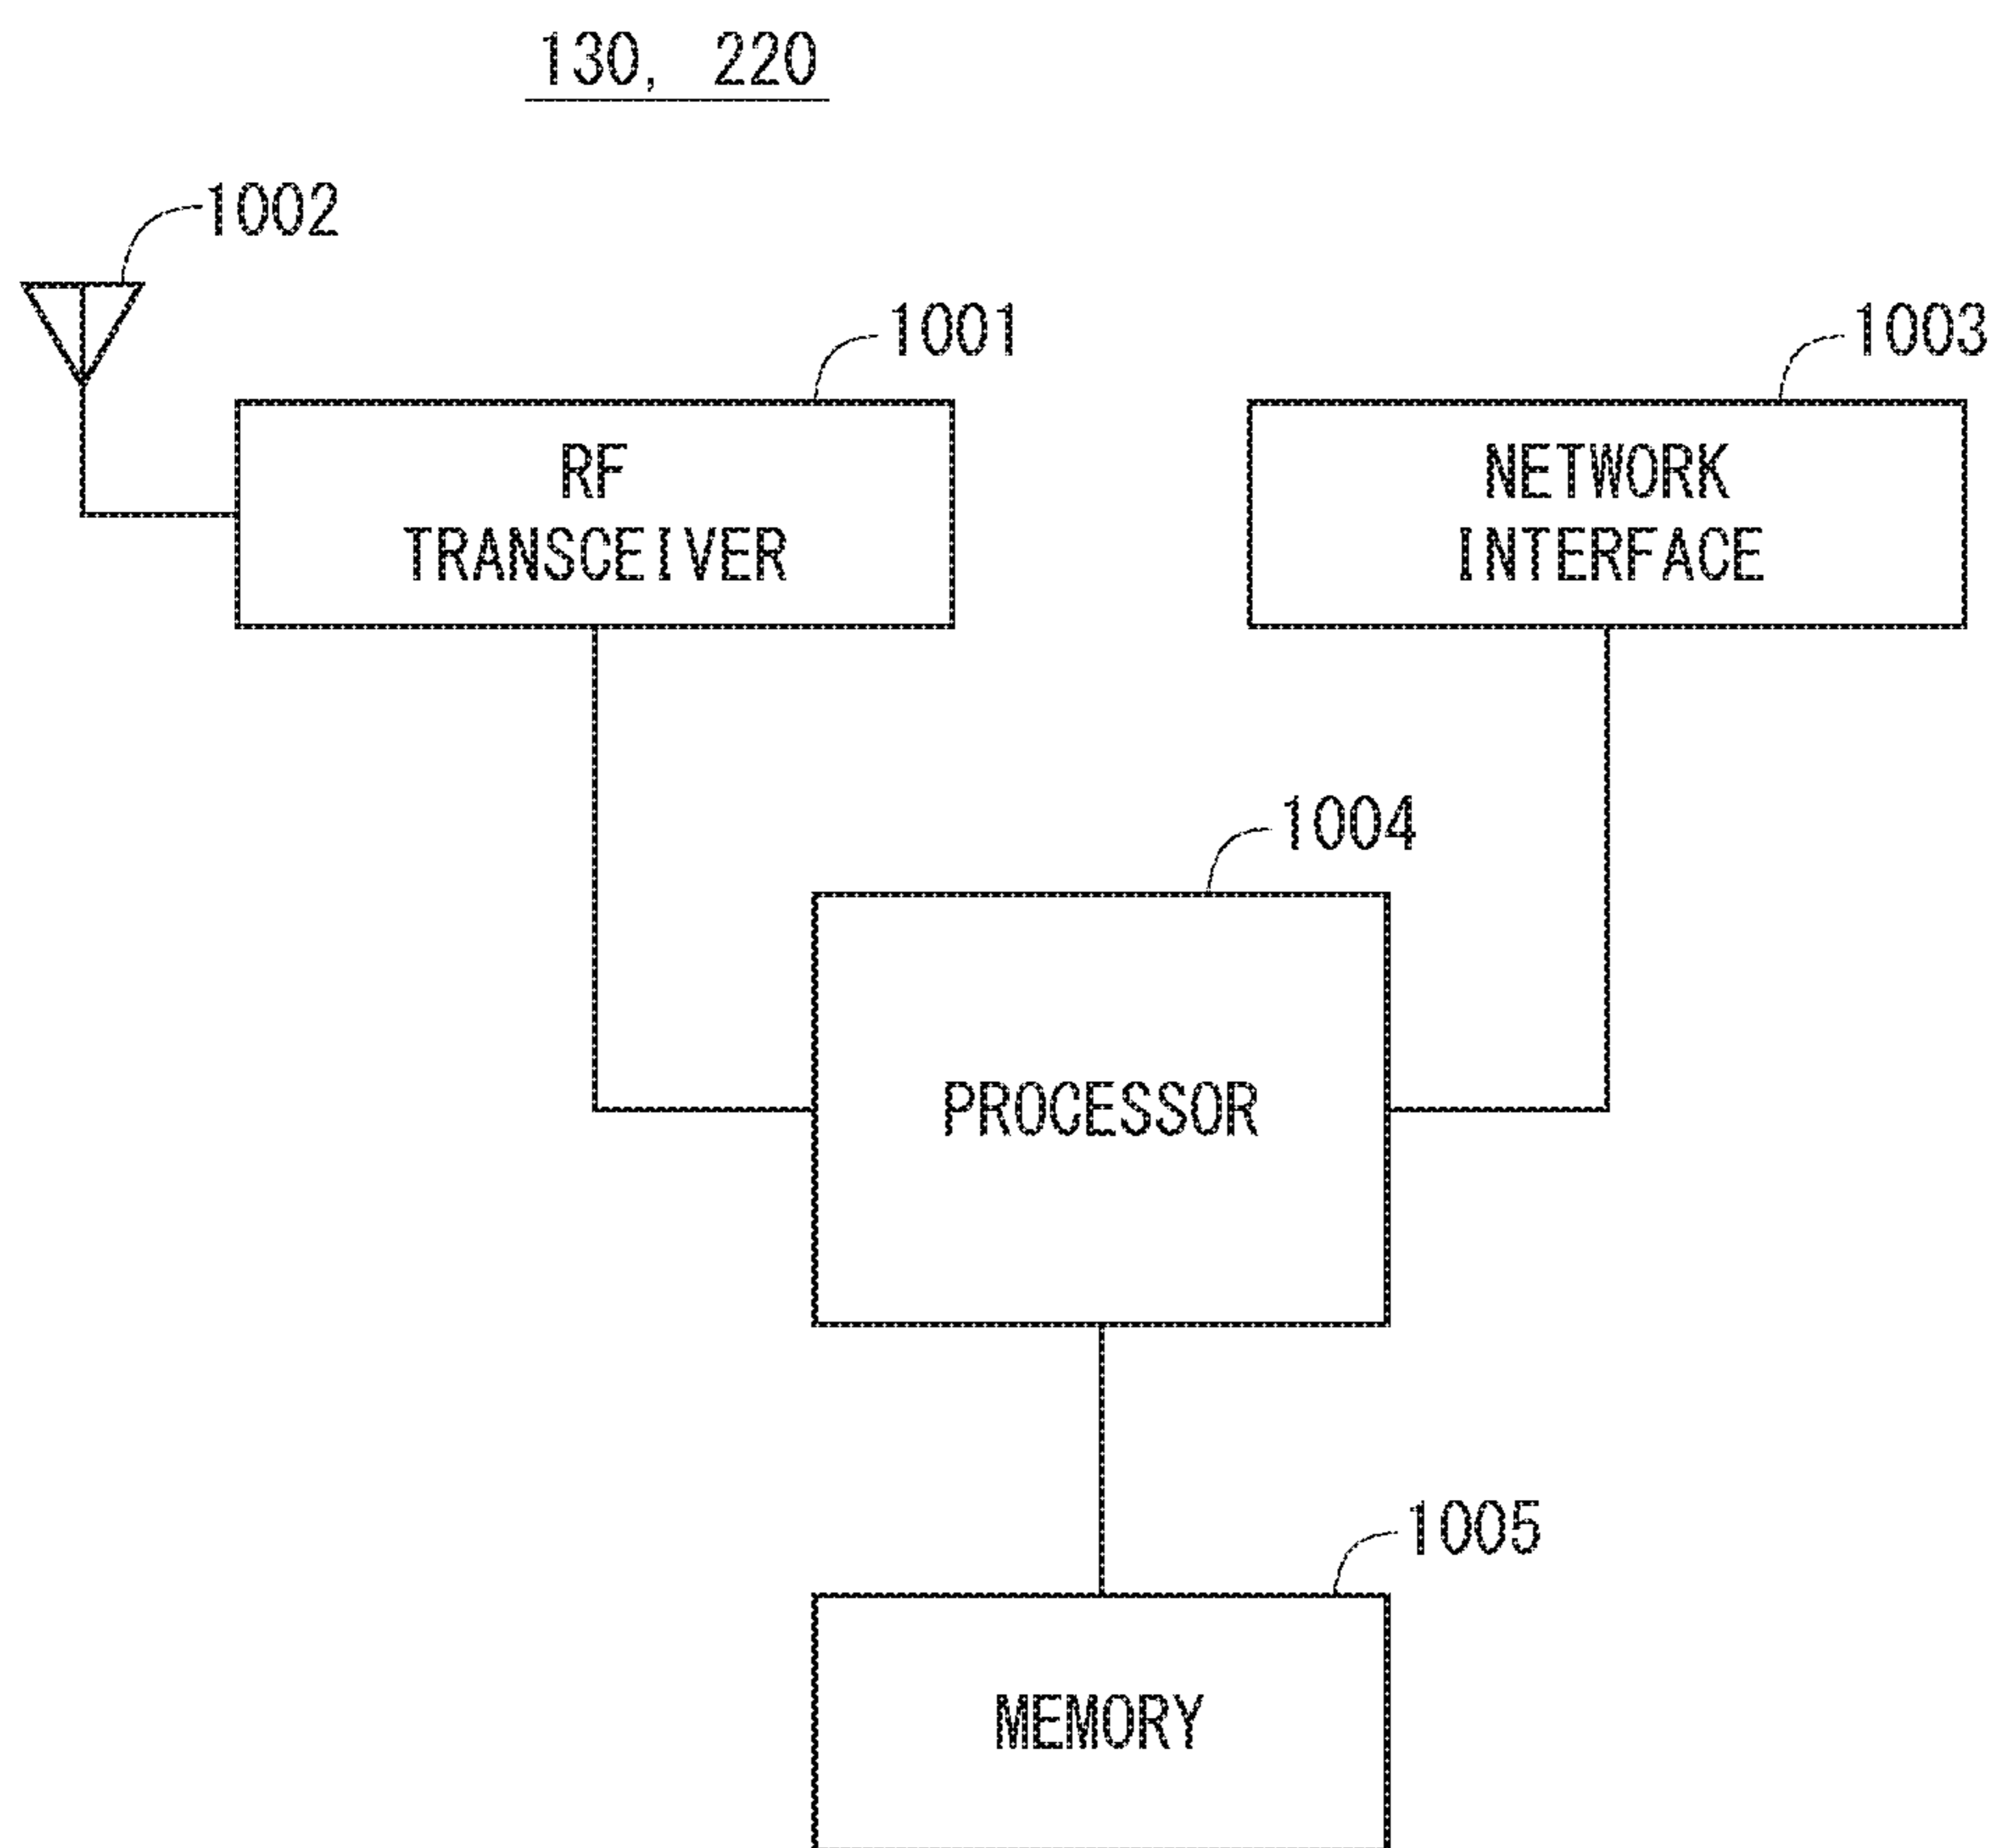 130, 220
1002
1001
1003
RF
TRANSCEIVER
NETWORK
INTERFACE
1004
PROCESSOR
1005
MEMORY